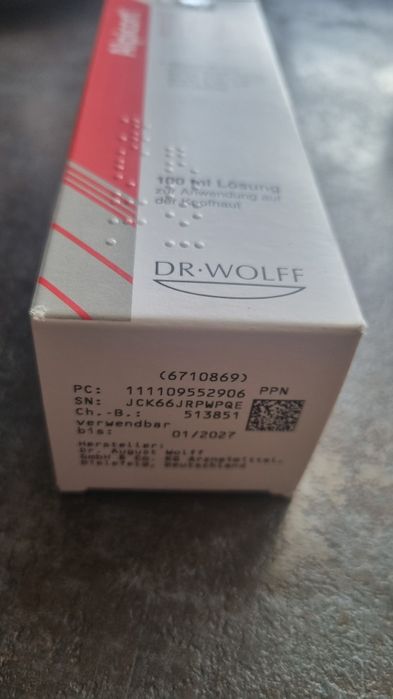 100 ml Lösung
zur Anwendung auf
der Kopfhaut
DR·WOLFF
(6710869)
PC: 111109552906 PPN
SN: JCK66JRPWPQE
Ch.-B.: 513851
verwendbar
bis: 01/2027
Hersteller:
Dr. August Wolff
GmbH & Co. KG Arzneimittel,
Bielefeld, Deutschland